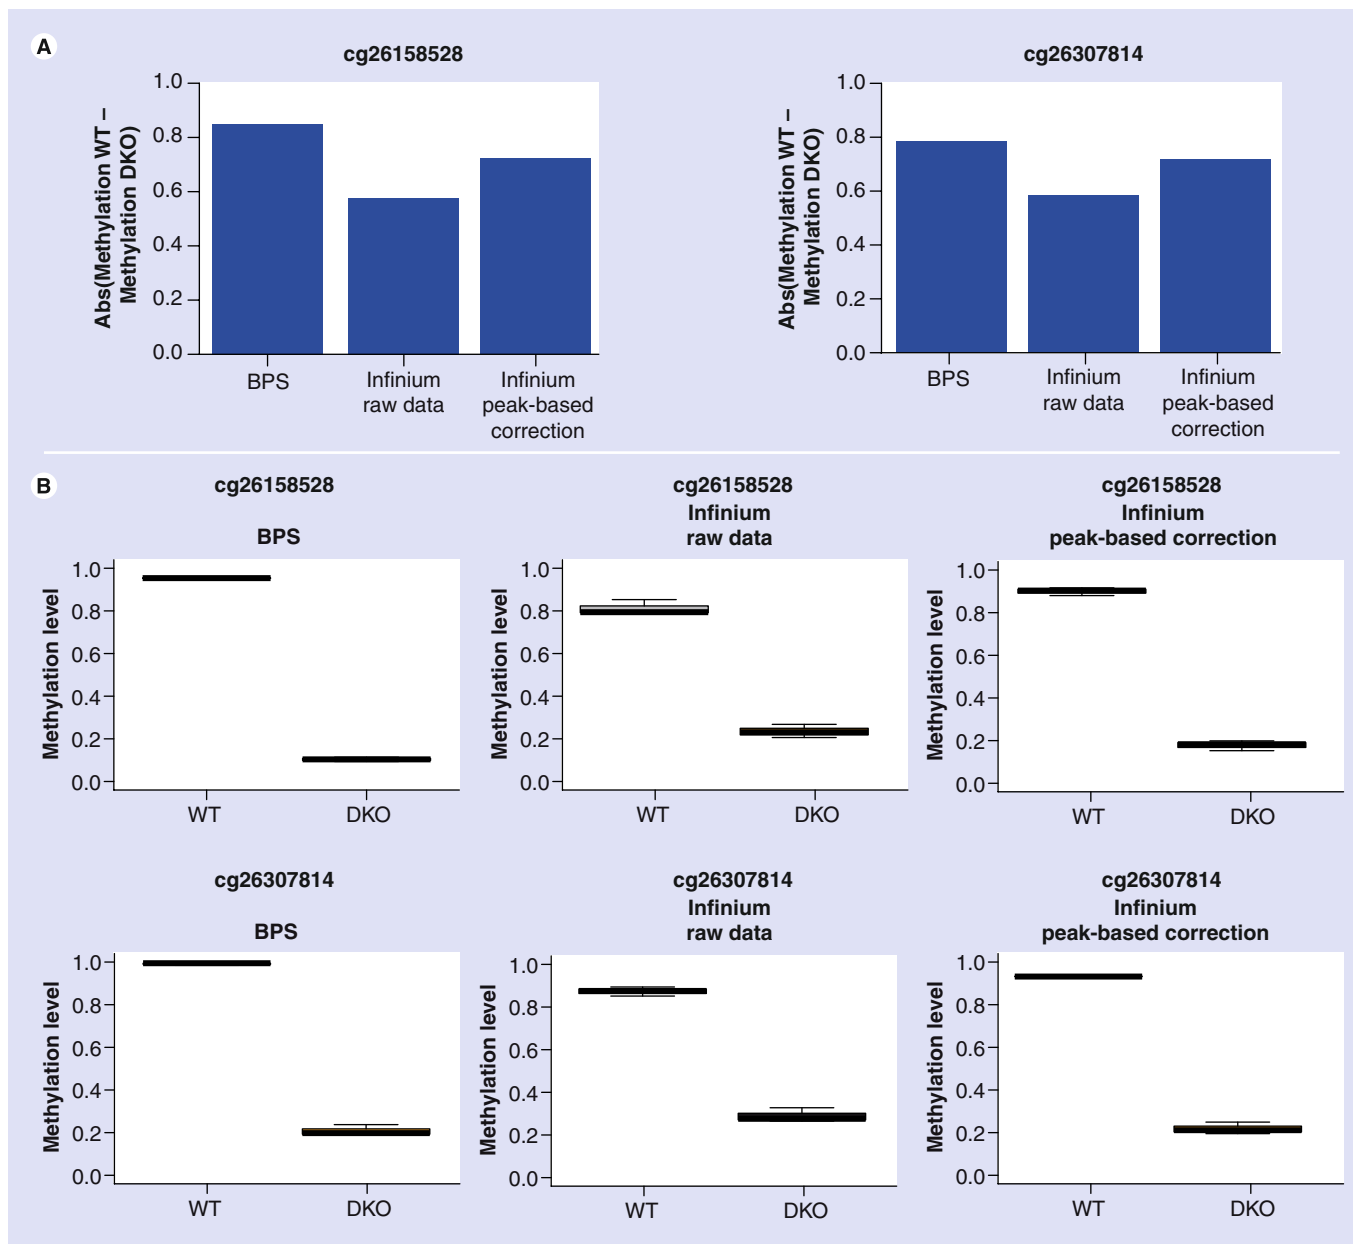 A
cg26158528
Abs(Methylation WT –
Methylation DKO)
1.0
0.8
0.6
0.4
0.2
0.0
BPS
Infinium
raw data
Infinium
peak-based
correction
cg26307814
Abs(Methylation WT –
Methylation DKO)
1.0
0.8
0.6
0.4
0.2
0.0
BPS
Infinium
raw data
Infinium
peak-based
correction
B
cg26158528
BPS
Methylation level
1.0
0.8
0.6
0.4
0.2
0.0
WT
DKO
cg26158528
Infinium
raw data
Methylation level
1.0
0.8
0.6
0.4
0.2
0.0
WT
DKO
cg26158528
Infinium
peak-based correction
Methylation level
1.0
0.8
0.6
0.4
0.2
0.0
WT
DKO
cg26307814
BPS
Methylation level
1.0
0.8
0.6
0.4
0.2
0.0
WT
DKO
cg26307814
Infinium
raw data
Methylation level
1.0
0.8
0.6
0.4
0.2
0.0
WT
DKO
cg26307814
Infinium
peak-based correction
Methylation level
1.0
0.8
0.6
0.4
0.2
0.0
WT
DKO